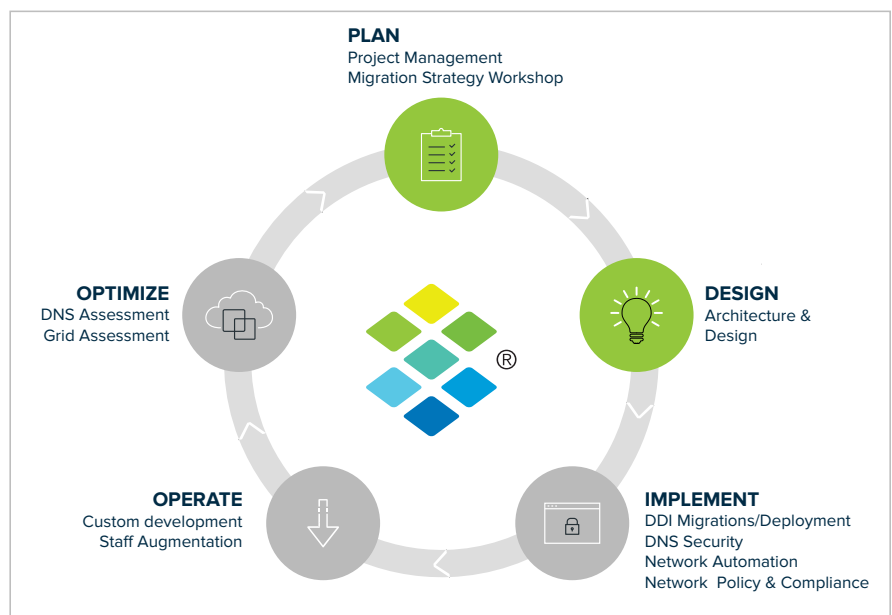 PLAN
Project Management
Migration Strategy Workshop
OPTIMIZE
DNS Assessment
Grid Assessment
DESIGN
Architecture &
Design
®
OPERATE
Custom development
Staff Augmentation
IMPLEMENT
DDI Migrations/Deployment
DNS Security
Network Automation
Network Policy & Compliance